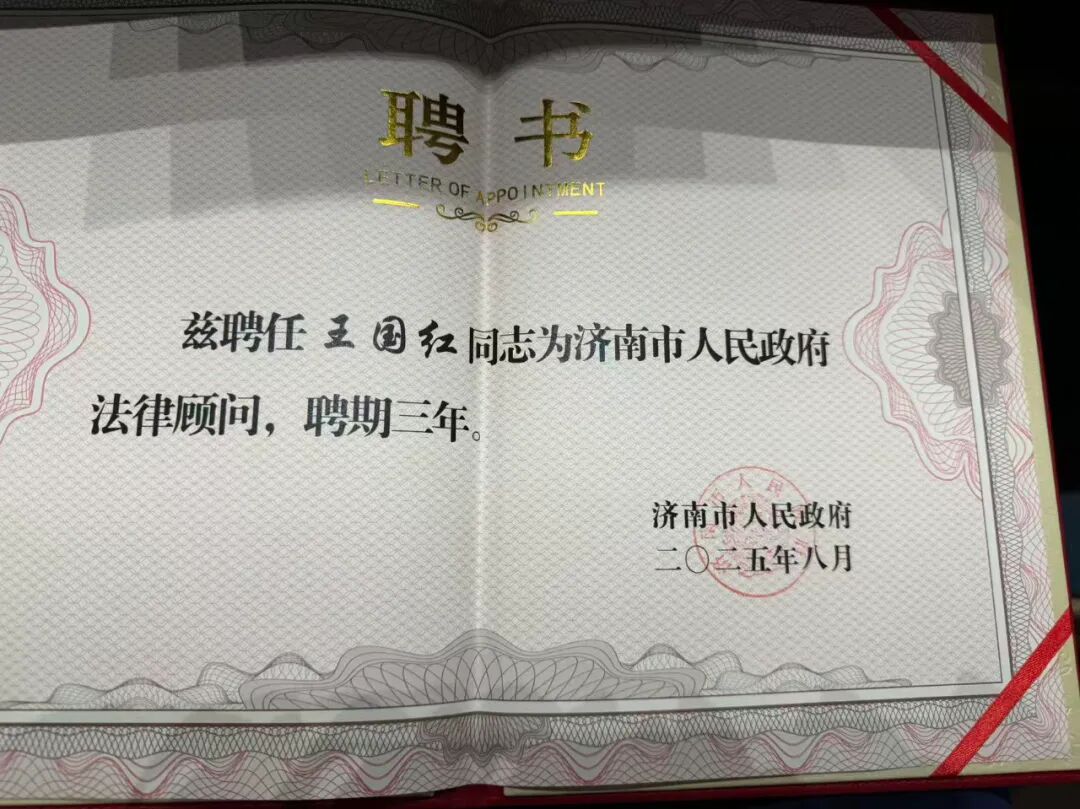 聘书
LETTER OF APPOINTMENT
兹聘任王国红同志为济南市人民政府
法律顾问，聘期三年。
济南市人民政府
二〇二五年八月